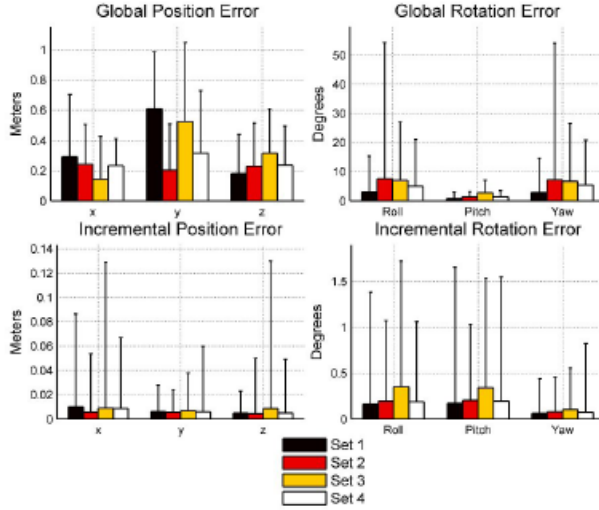 Global Position Error
Meters
1
0.8
0.6
0.4
0.2
0
x
y
z
Global Rotation Error
Degrees
50
40
30
20
10
0
Roll
Pitch
Yaw
Incremental Position Error
Meters
0.14
0.12
0.1
0.08
0.06
0.04
0.02
0
x
y
z
Incremental Rotation Error
Degrees
1.5
1
0.5
0
Roll
Pitch
Yaw
Set 1
Set 2
Set 3
Set 4